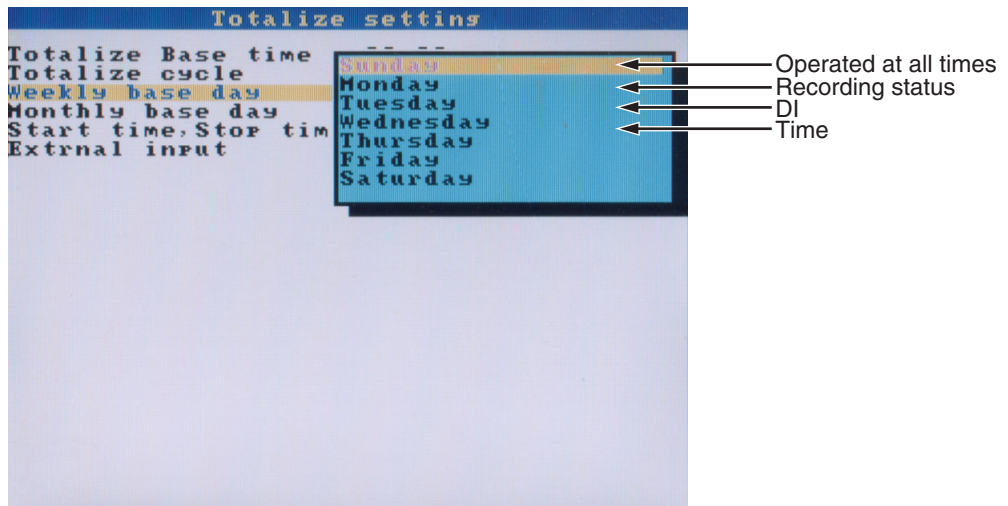 Totalize setting
Totalize Base time -- --
Totalize cycle
Weekly base day
Monthly base day
Start time,Stop tim
Extrnal input
Sunday
Monday
Tuesday
Wednesday
Thursday
Friday
Saturday
Operated at all times
Recording status
DI
Time